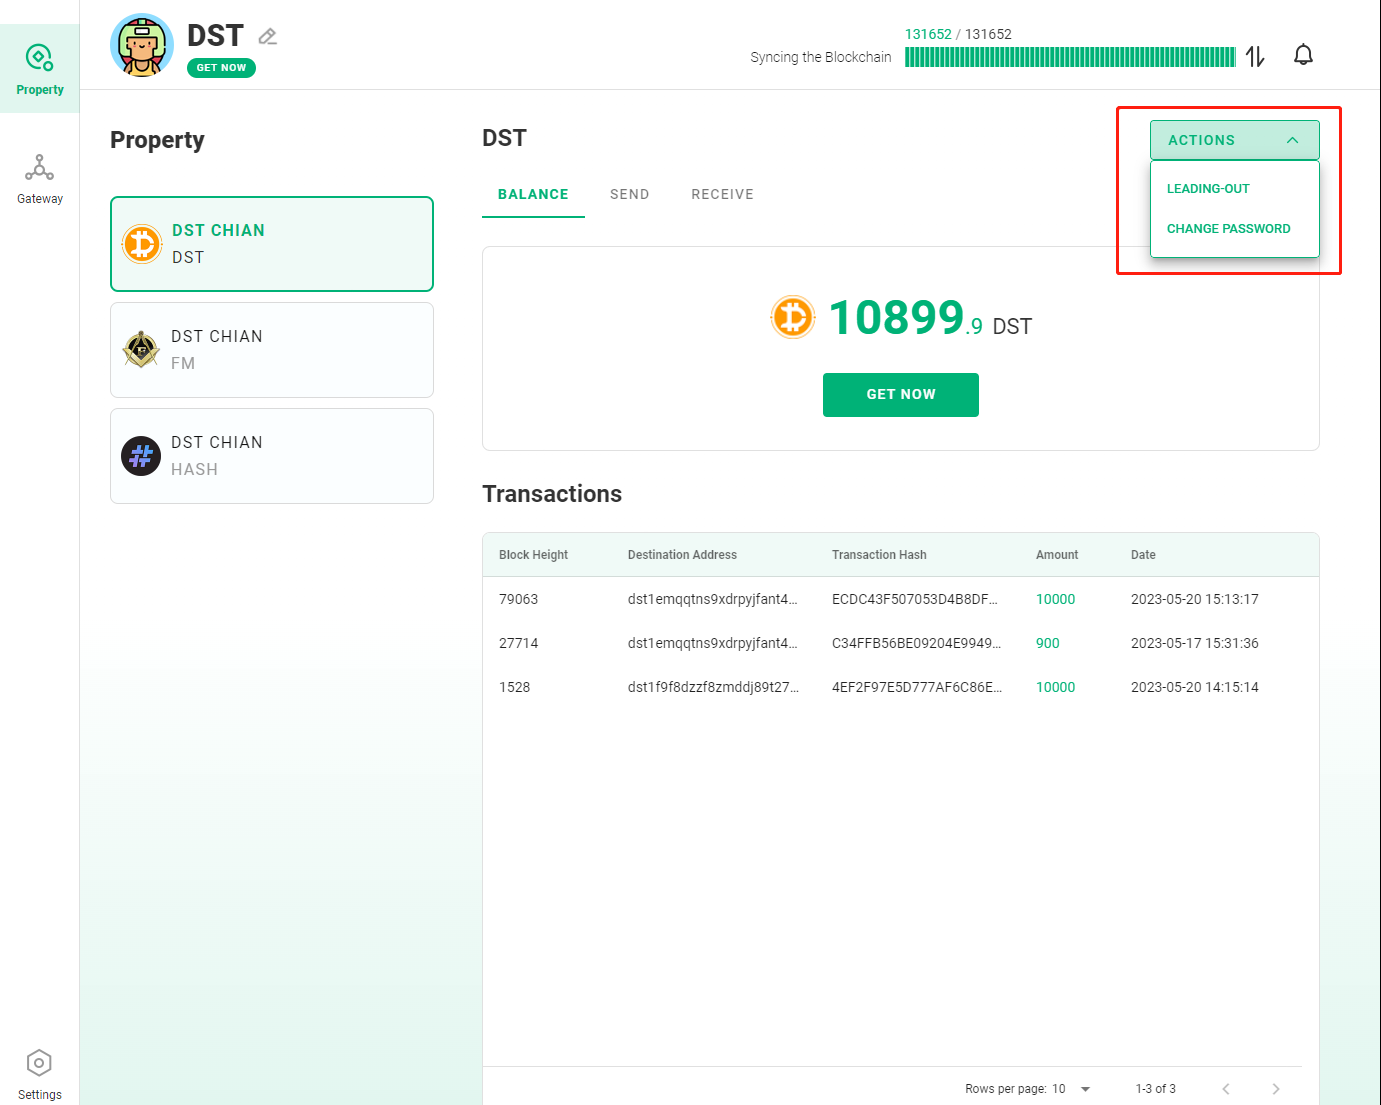 Property
Gateway
Settings
DST
GET NOW
Syncing the Blockchain
131652 / 131652
Property
DST CHIAN
DST
DST CHIAN
FM
DST CHIAN
HASH
DST
ACTIONS
LEADING-OUT
CHANGE PASSWORD
BALANCE SEND RECEIVE
10899.9 DST
GET NOW
Transactions
Block Height Destination Address Transaction Hash Amount Date
79063 dst1emqqtns9xdrpyjfant4... ECDC43F507053D4B8DF... 10000 2023-05-20 15:13:17
27714 dst1emqqtns9xdrpyjfant4... C34FFB56BE09204E9949... 900 2023-05-17 15:31:36
1528 dst1f9f8dzzf8zmddj89t27... 4EF2F97E5D777AF6C86E... 10000 2023-05-20 14:15:14
Rows per page: 10 1-3 of 3